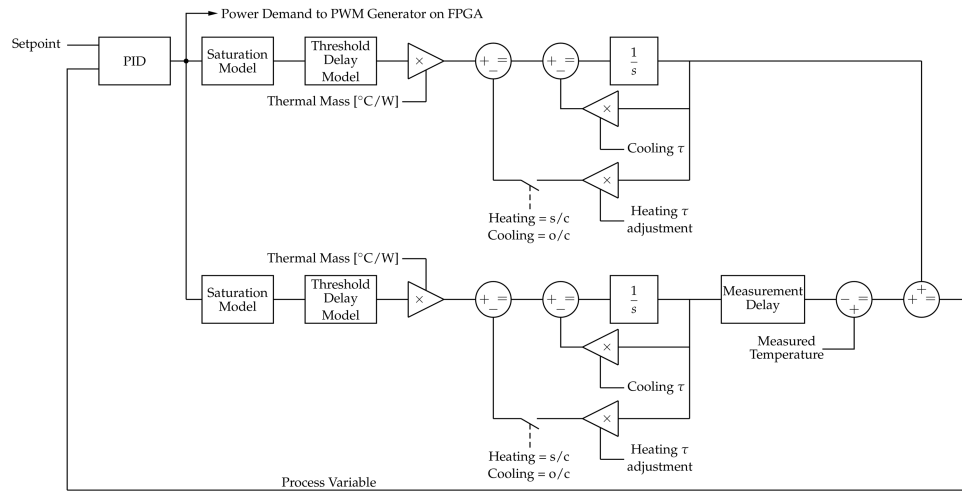 Power Demand to PWM Generator on FPGA
Setpoint
PID
Saturation
Model
Threshold
Delay
Model
×
Thermal Mass [°C/W]
+ =
−
+ =
−
1
s
×
Cooling τ
×
Heating τ
adjustment
Heating = s/c
Cooling = o/c
Thermal Mass [°C/W]
Saturation
Model
Threshold
Delay
Model
×
+ =
−
+ =
−
1
s
Measurement
Delay
− =
+
+
+ =
Measured
Temperature
×
Cooling τ
×
Heating τ
adjustment
Heating = s/c
Cooling = o/c
Process Variable